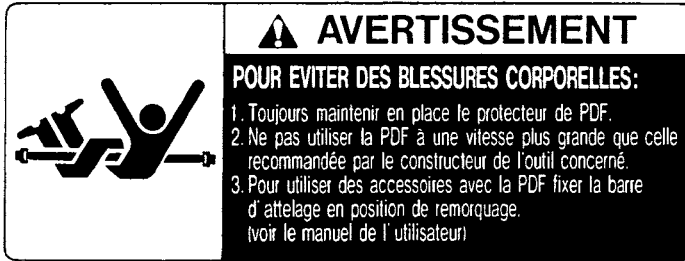 AVERTISSEMENT
POUR EVITER DES BLESSURES CORPORELLES:
1. Toujours maintenir en place le protecteur de PDF.
2. Ne pas utiliser la PDF à une vitesse plus grande que celle
recommandée par le constructeur de l'outil concerné.
3. Pour utiliser des accessoires avec la PDF fixer la barre
d'attelage en position de remorquage.
(voir le manuel de l'utilisateur)